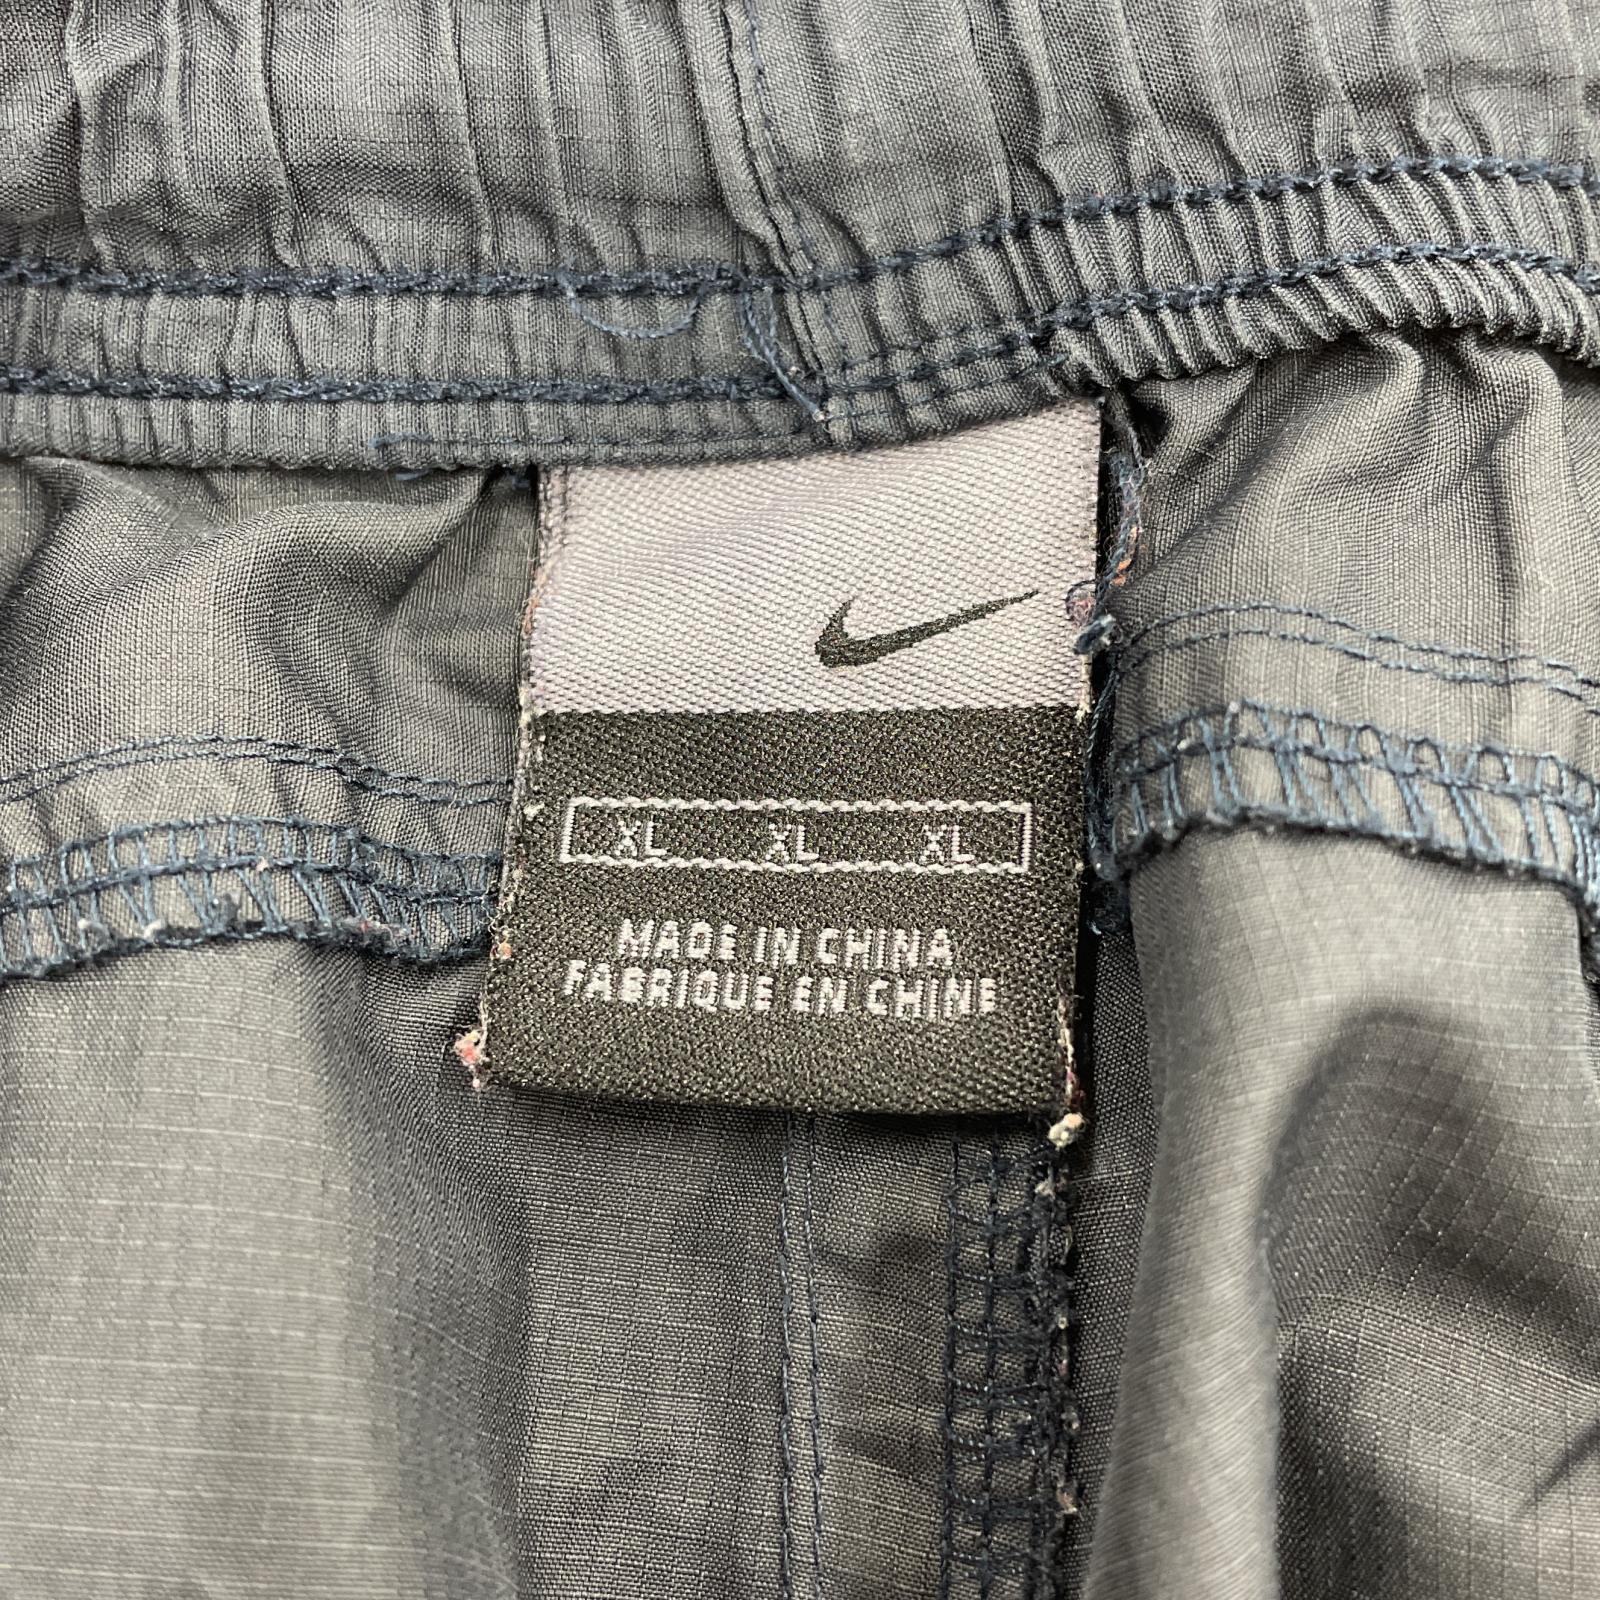 XL XL XL
MADE IN CHINA
FABRIQUE EN CHINE